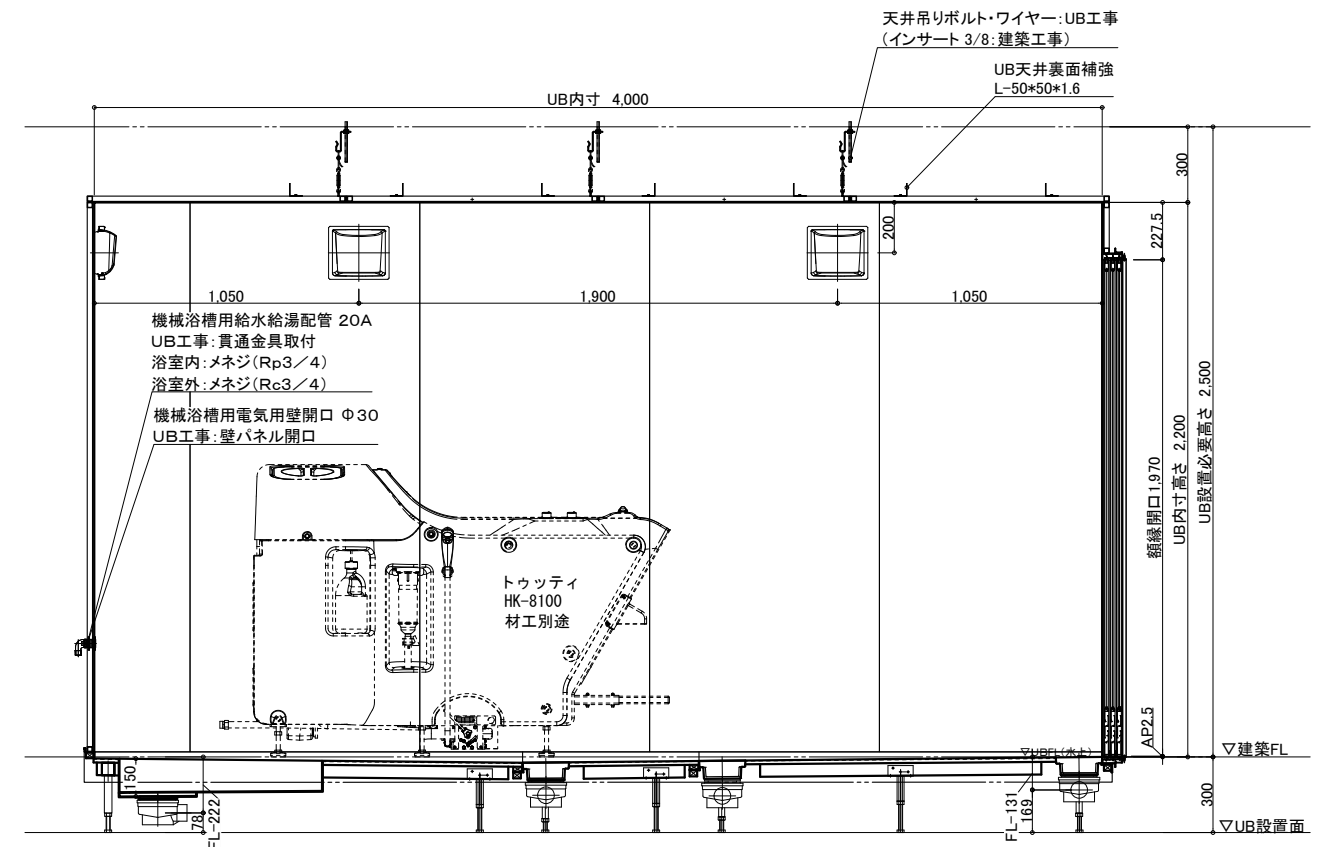 天井吊りボルト・ワイヤー:UB工事
(インサート 3/8:建築工事)
UB天井裏面補強
L-50*50*1.6
UB内寸 4,000
300
200
227.5
1,050
1,900
1,050
機械浴槽用給水給湯配管 20A
UB工事:貫通金具取付
浴室内:メネジ(Rp3/4)
浴室外:メネジ(Rc3/4)
機械浴槽用電気用壁開口 Φ30
UB工事:壁パネル開口
額縁開口1,970
UB内寸高さ 2,200
UB設置必要高さ 2,500
トゥッティ
HK-8100
材工別途
AP2.5
▽UBFL(水上)
▽建築FL
150
78
FL-222
FL-131
169
300
▽UB設置面